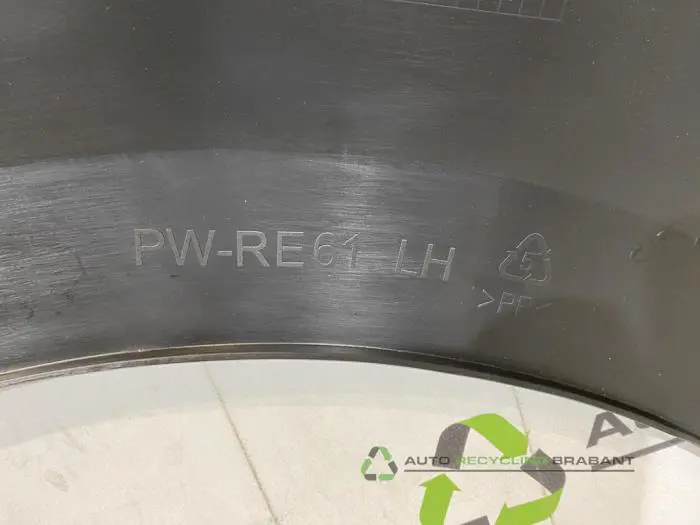 PW-RE61 LH
5
>PP<
AUTO RECYCLING BRABANT